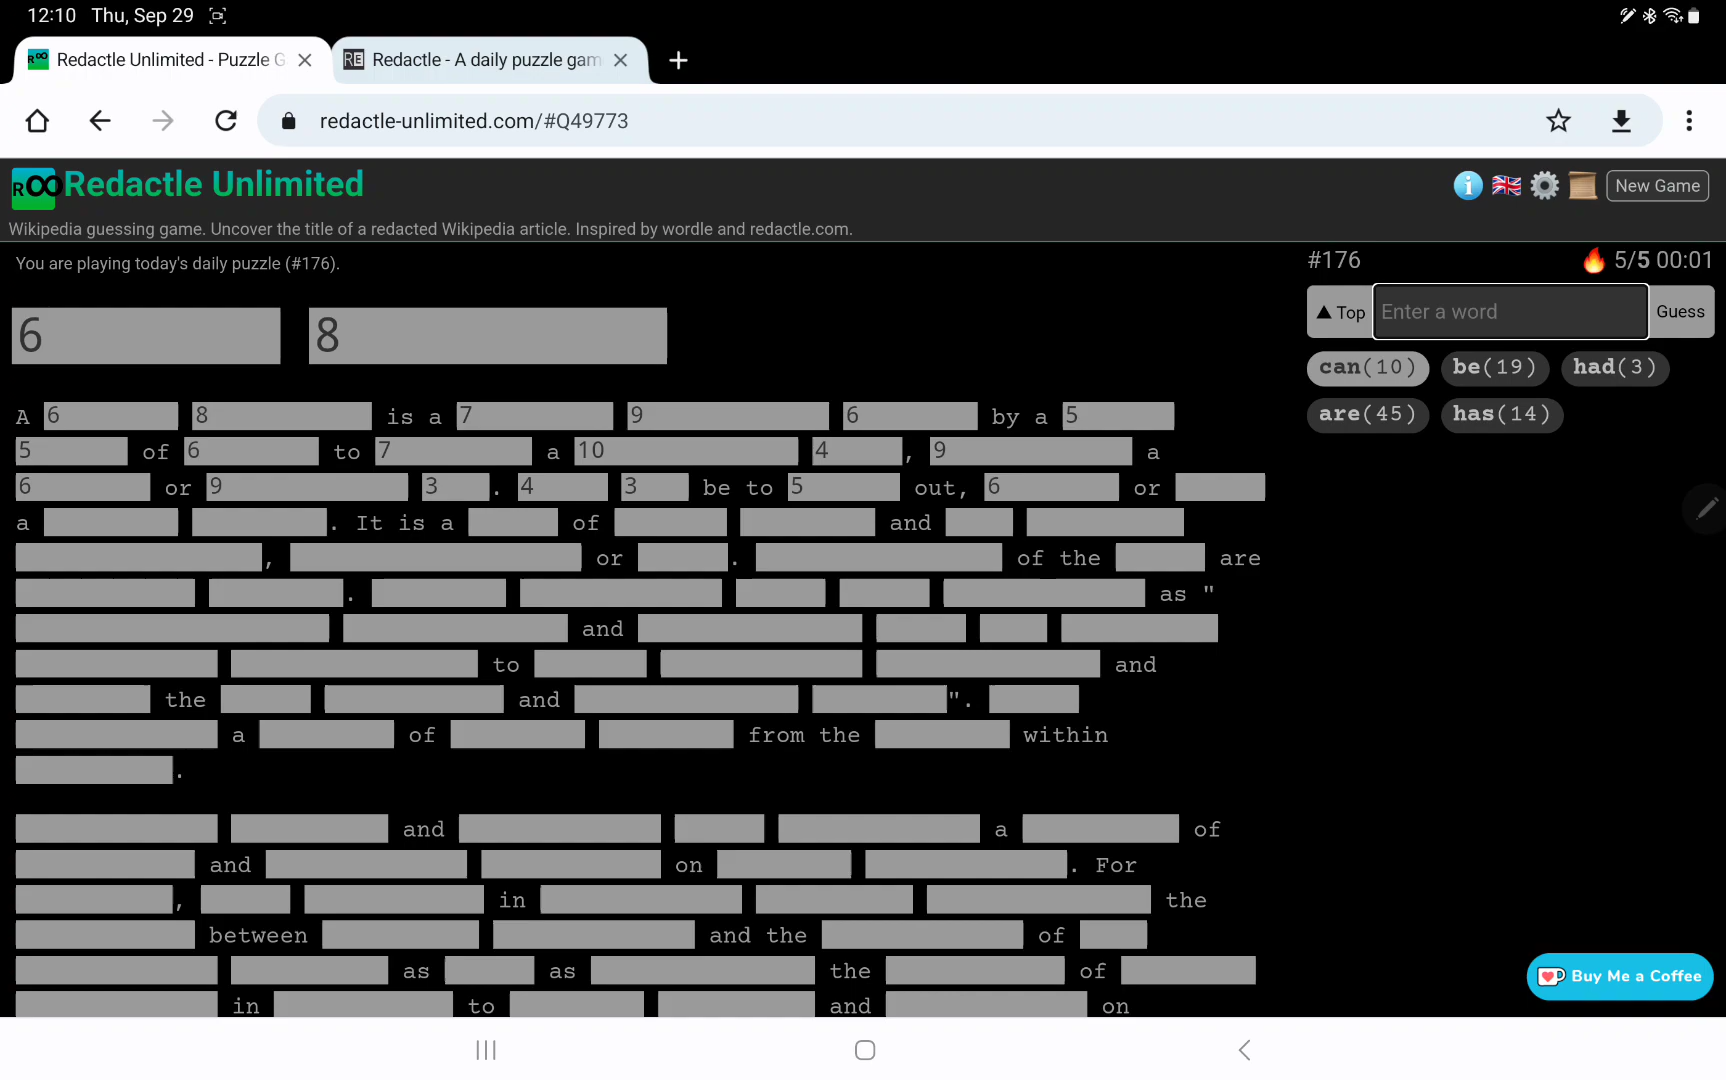 12:10 Thu, Sep 29
Redactle Unlimited - Puzzle G
Redactle - A daily puzzle gam
redactle-unlimited.com/#Q49773
R∞ Redactle Unlimited
New Game
Wikipedia guessing game. Uncover the title of a redacted Wikipedia article. Inspired by wordle and redactle.com.
You are playing today's daily puzzle (#176).
#176 🔥 5/5 00:01
▲ Top Enter a word Guess
can(10) be(19) had(3)
are(45) has(14)
6 8
A 6 8 is a 7 9 6 by a 5
5 of 6 to 7 a 10 4, 9 a
6 or 9 3. 4 3 be to 5 out, 6 or
a . It is a of and
, or . of the are
. as "
and
to and
the and ". 
a of from the within
.
and a of
and on . For
, in the
between and the of
as as the of
in to and on
Buy Me a Coffee